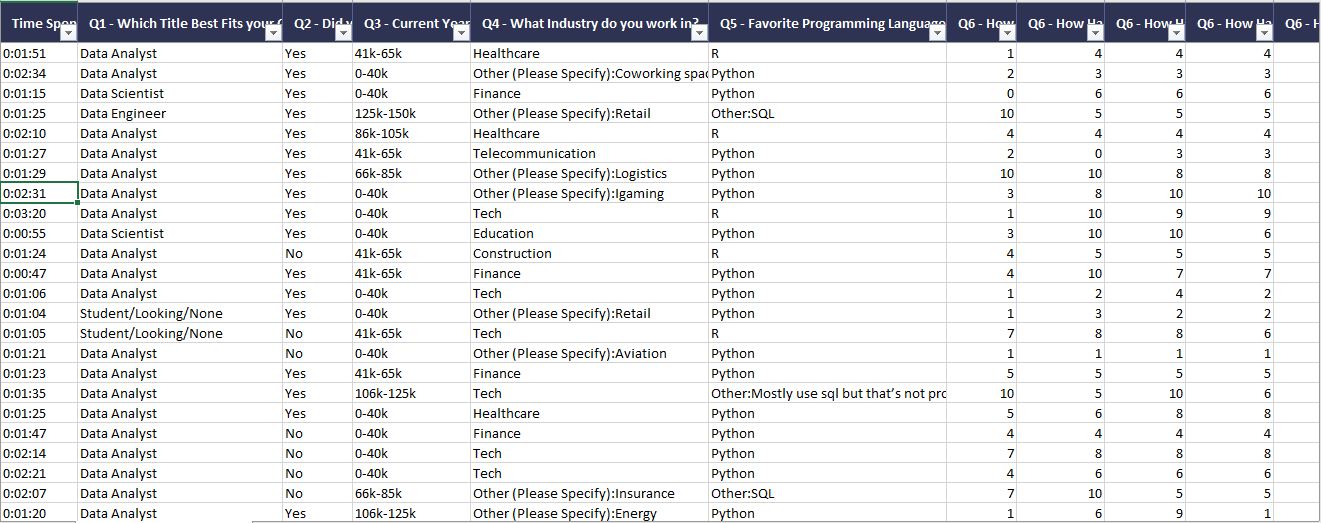 Time Spen Q1 - Which Title Best Fits your Q2 - Did y Q3 - Current Year Q4 - What Industry do you work in? Q5 - Favorite Programming Language Q6 - How Q6 - How Ha Q6 - How H Q6 - How Ha Q6 - H
0:01:51 Data Analyst Yes 41k-65k Healthcare R 1 4 4 4
0:02:34 Data Analyst Yes 0-40k Other (Please Specify):Coworking spac Python 2 3 3 3
0:01:15 Data Scientist Yes 0-40k Finance Python 0 6 6 6
0:01:25 Data Engineer Yes 125k-150k Other (Please Specify):Retail Other:SQL 10 5 5 5
0:02:10 Data Analyst Yes 86k-105k Healthcare R 4 4 4 4
0:01:27 Data Analyst Yes 41k-65k Telecommunication Python 2 0 3 3
0:01:29 Data Analyst Yes 66k-85k Other (Please Specify):Logistics Python 10 10 8 8
0:02:31 Data Analyst Yes 0-40k Other (Please Specify):Igaming Python 3 8 10 10
0:03:20 Data Analyst Yes 0-40k Tech R 1 10 9 9
0:00:55 Data Scientist Yes 0-40k Education Python 3 10 10 6
0:01:24 Data Analyst No 41k-65k Construction R 4 5 5 5
0:00:47 Data Analyst Yes 41k-65k Finance Python 4 10 7 7
0:01:06 Data Analyst Yes 0-40k Tech Python 1 2 4 2
0:01:04 Student/Looking/None Yes 0-40k Other (Please Specify):Retail Python 1 3 2 2
0:01:05 Student/Looking/None No 41k-65k Tech R 7 8 8 6
0:01:21 Data Analyst No 0-40k Other (Please Specify):Aviation Python 1 1 1 1
0:01:23 Data Analyst Yes 41k-65k Finance Python 5 5 5 5
0:01:35 Data Analyst Yes 106k-125k Tech Other:Mostly use sql but that’s not pro 10 5 10 6
0:01:25 Data Analyst Yes 0-40k Healthcare Python 5 6 8 8
0:01:47 Data Analyst No 0-40k Finance Python 4 4 4 4
0:02:14 Data Analyst No 0-40k Tech Python 7 8 8 8
0:02:21 Data Analyst No 0-40k Tech Python 4 6 6 6
0:02:07 Data Analyst No 66k-85k Other (Please Specify):Insurance Other:SQL 7 10 5 5
0:01:20 Data Analyst Yes 106k-125k Other (Please Specify):Energy Python 1 6 9 1